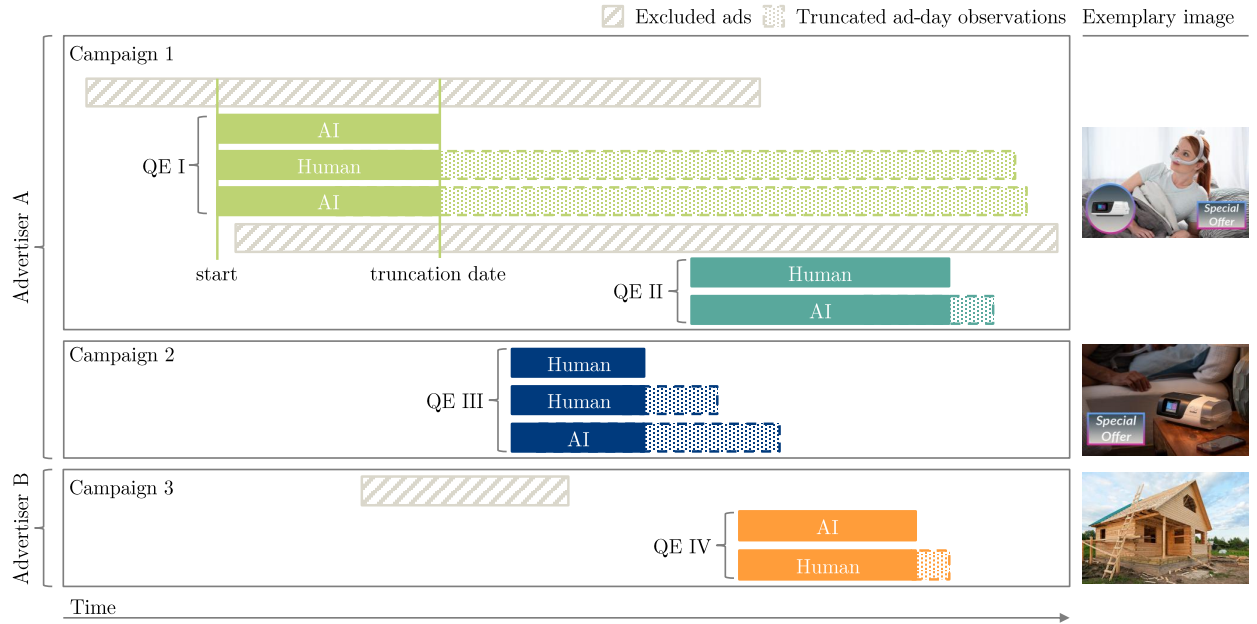 Excluded ads
Truncated ad-day observations
Exemplary image
Advertiser A
Campaign 1
QE I
AI
Human
AI
start
truncation date
QE II
Human
AI
Special
Offer
Campaign 2
QE III
Human
Human
AI
Special
Offer
Advertiser B
Campaign 3
QE IV
AI
Human
Time